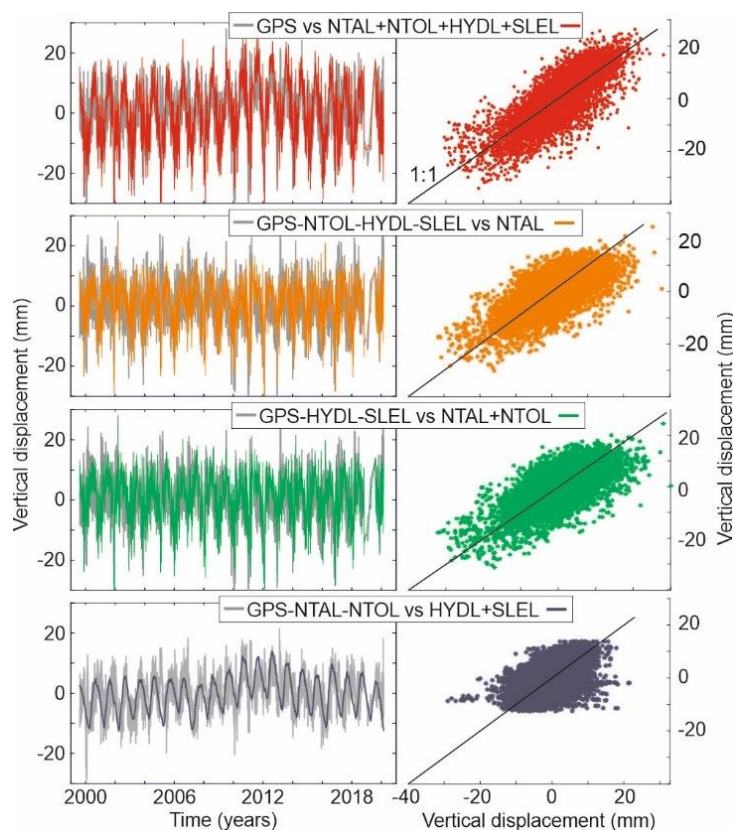 GPS vs NTAL+NTOL+HYDL+SLEL
20
0
-20
20
0
-20
1:1
GPS-NTOL-HYDL-SLEL vs NTAL
20
0
-20
20
0
-20
GPS-HYDL-SLEL vs NTAL+NTOL
20
0
-20
20
0
-20
GPS-NTAL-NTOL vs HYDL+SLEL
20
0
-20
20
0
-20
Vertical displacement (mm)
Vertical displacement (mm)
2000 2006 2012 2018
-40 -20 0 20
Time (years)
Vertical displacement (mm)